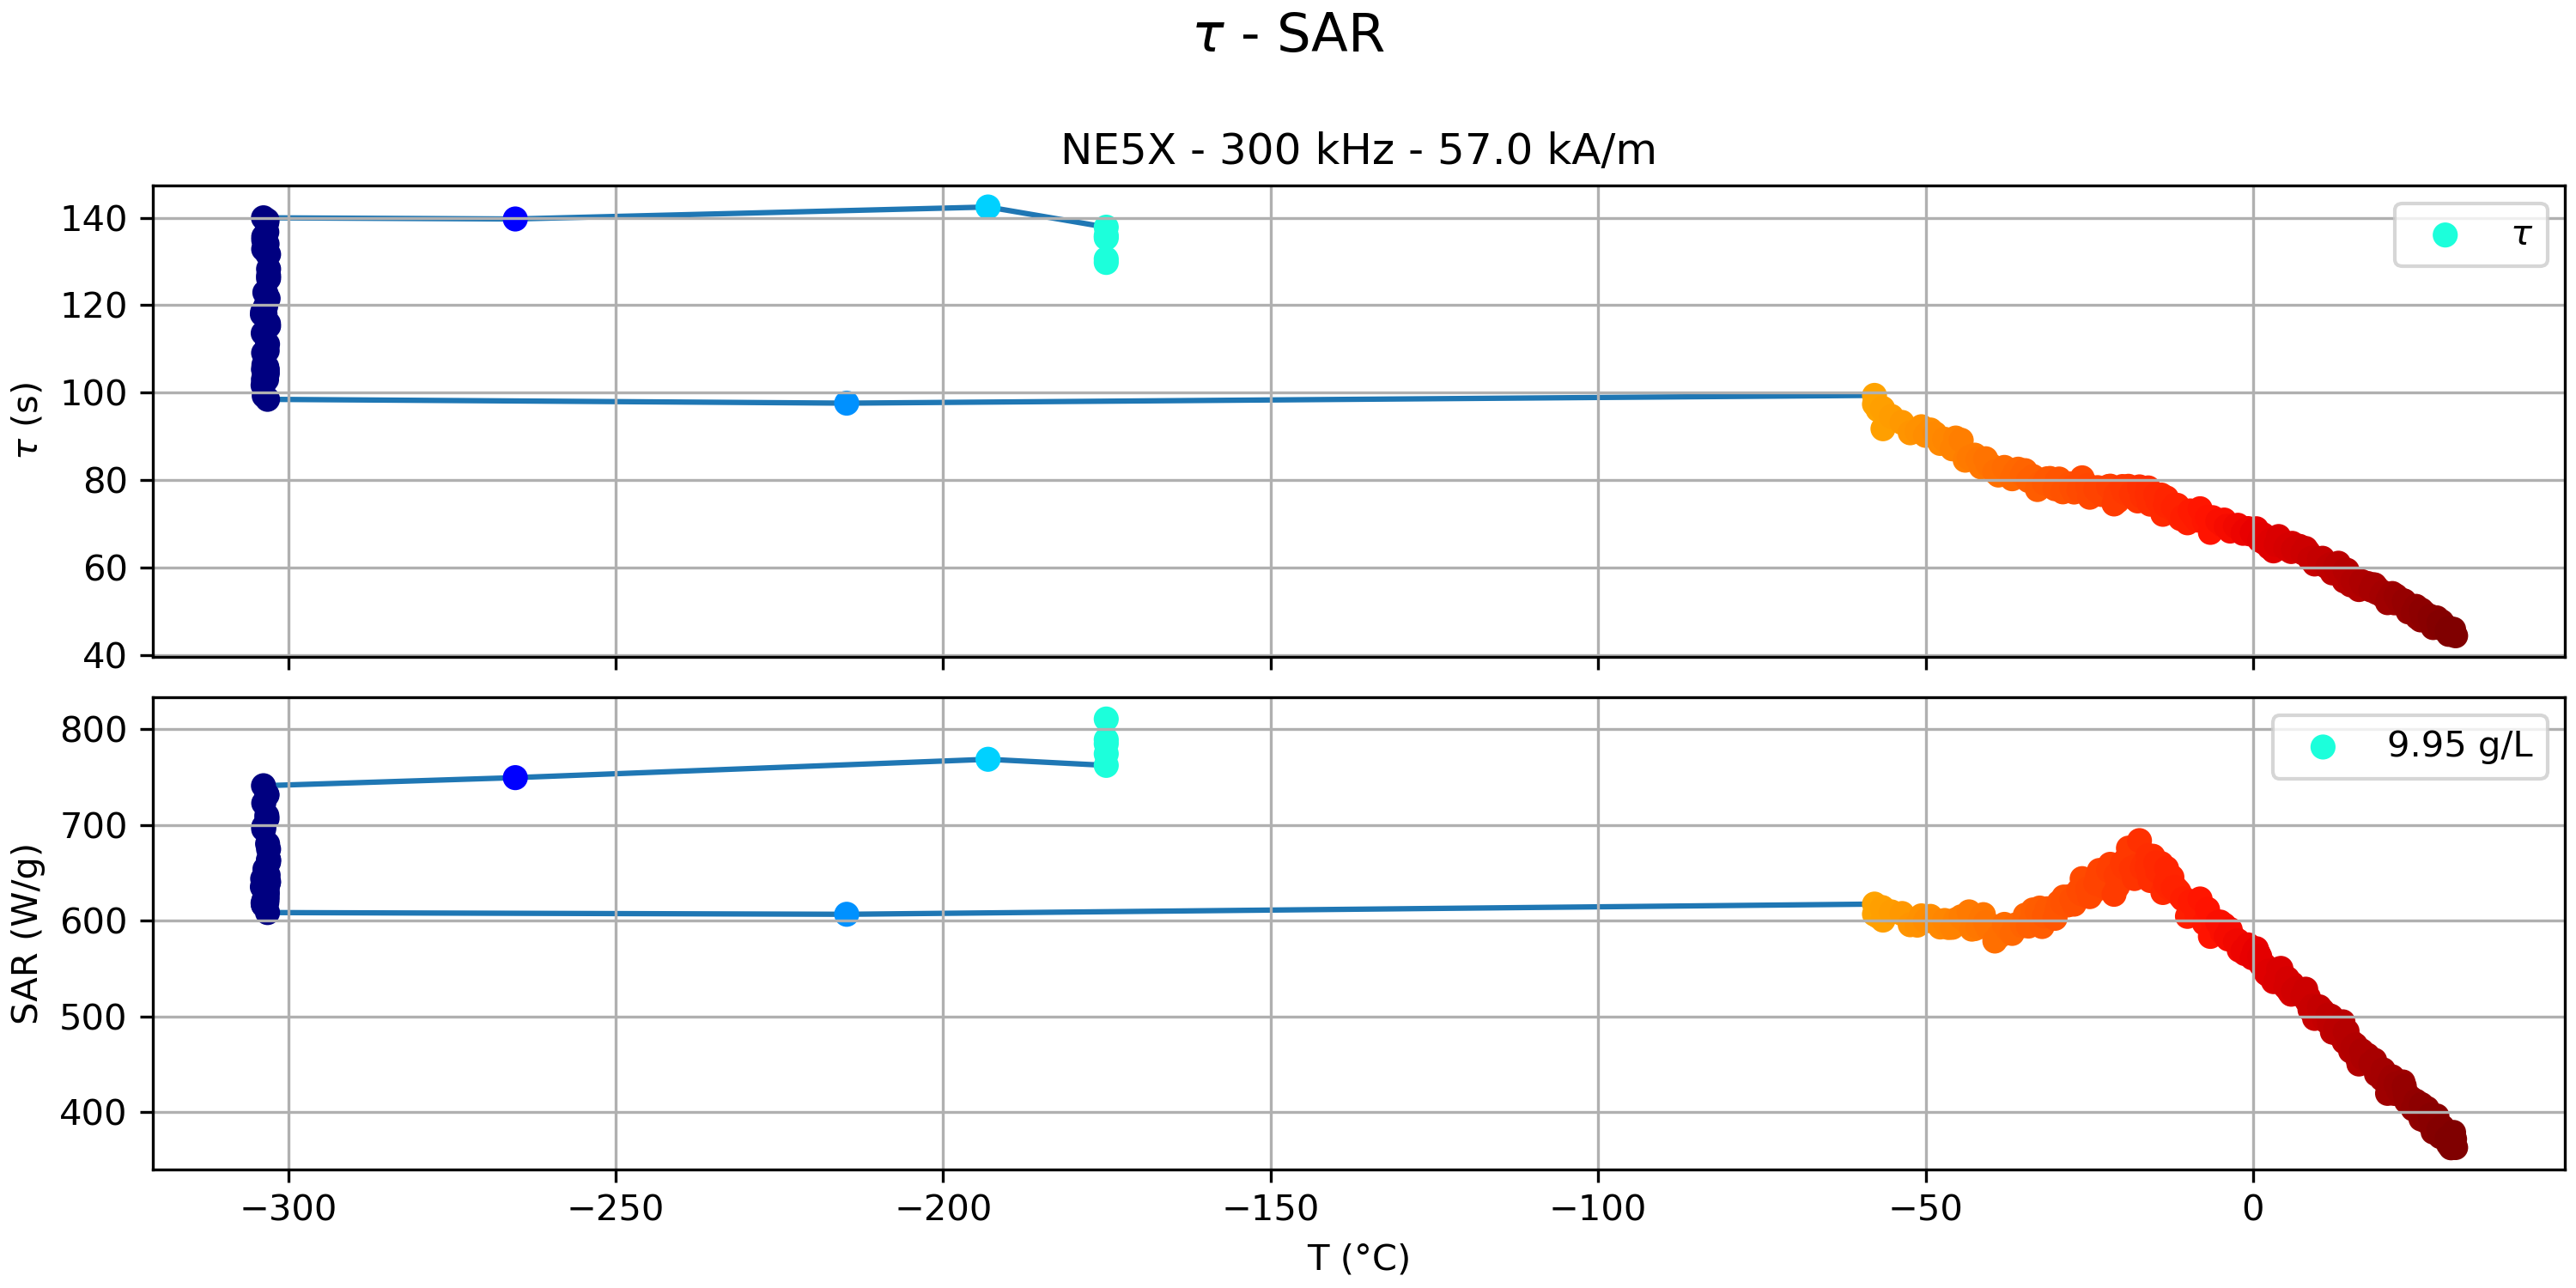 τ - SAR
NE5X - 300 kHz - 57.0 kA/m
τ (s)
140
120
100
80
60
40
τ
SAR (W/g)
800
700
600
500
400
9.95 g/L
−300 −250 −200 −150 −100 −50 0
T (°C)